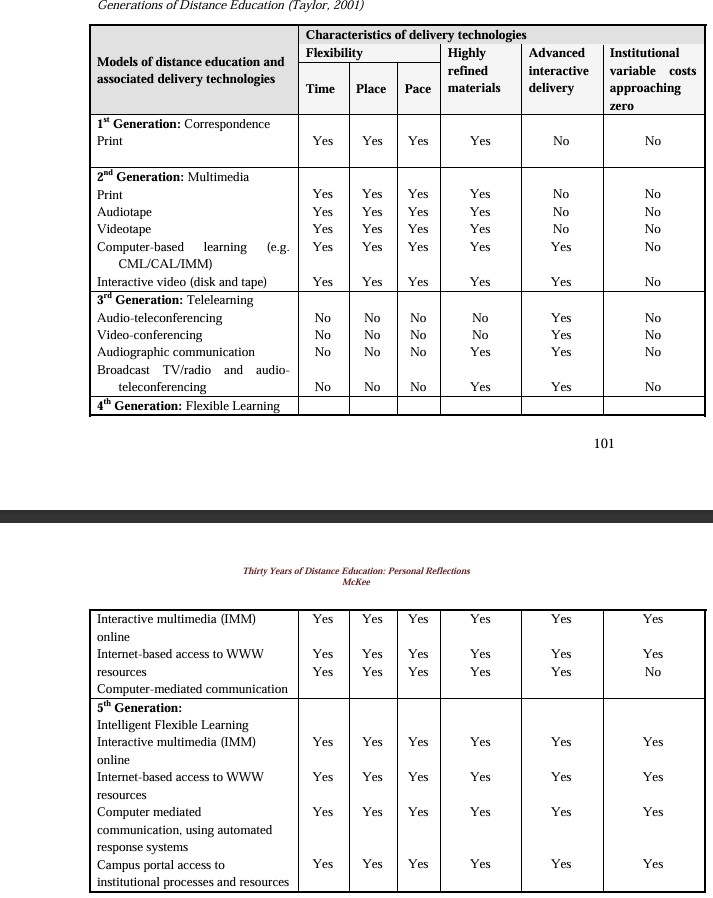 Generations of Distance Education (Taylor, 2001)
Models of distance education and associated delivery technologies
Characteristics of delivery technologies
Flexibility
Highly refined materials
Advanced interactive delivery
Institutional variable costs approaching zero
Time Place Pace
1st Generation: Correspondence
Print Yes Yes Yes Yes No No
2nd Generation: Multimedia
Print Yes Yes Yes Yes No No
Audiotape Yes Yes Yes Yes No No
Videotape Yes Yes Yes Yes No No
Computer-based learning (e.g. Yes Yes Yes Yes Yes No
CML/CAL/IMM)
Interactive video (disk and tape) Yes Yes Yes Yes Yes No
3rd Generation: Telelearning
Audio-teleconferencing No No No No Yes No
Video-conferencing No No No No Yes No
Audiographic communication No No No Yes Yes No
Broadcast TV/radio and audio-
teleconferencing No No No Yes Yes No
4th Generation: Flexible Learning
101
Thirty Years of Distance Education: Personal Reflections
McKee
Interactive multimedia (IMM) Yes Yes Yes Yes Yes Yes
online
Internet-based access to WWW Yes Yes Yes Yes Yes Yes
resources Yes Yes Yes Yes Yes No
Computer-mediated communication
5th Generation:
Intelligent Flexible Learning
Interactive multimedia (IMM) Yes Yes Yes Yes Yes Yes
online
Internet-based access to WWW Yes Yes Yes Yes Yes Yes
resources
Computer mediated Yes Yes Yes Yes Yes Yes
communication, using automated
response systems
Campus portal access to Yes Yes Yes Yes Yes Yes
institutional processes and resources